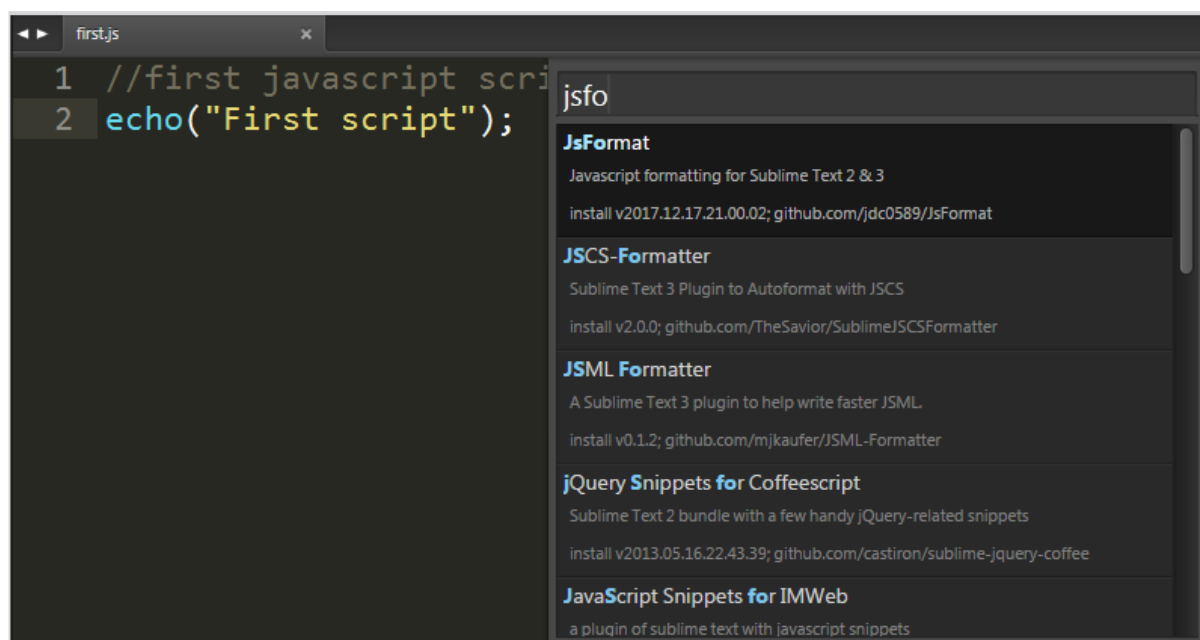 first.js
1 //first javascript scri
2 echo("First script");
jsfo
JsFormat
Javascript formatting for Sublime Text 2 & 3
install v2017.12.17.21.00.02; github.com/jdc0589/JsFormat
JSCS-Formatter
Sublime Text 3 Plugin to Autoformat with JSCS
install v2.0.0; github.com/TheSavior/SublimeJSCSFormatter
JSML Formatter
A Sublime Text 3 plugin to help write faster JSML.
install v0.1.2; github.com/mjkaufer/JSML-Formatter
jQuery Snippets for Coffeescript
Sublime Text 2 bundle with a few handy jQuery-related snippets
install v2013.05.16.22.43.39; github.com/castiron/sublime-jquery-coffee
JavaScript Snippets for IMWeb
a plugin of sublime text with javascript snippets